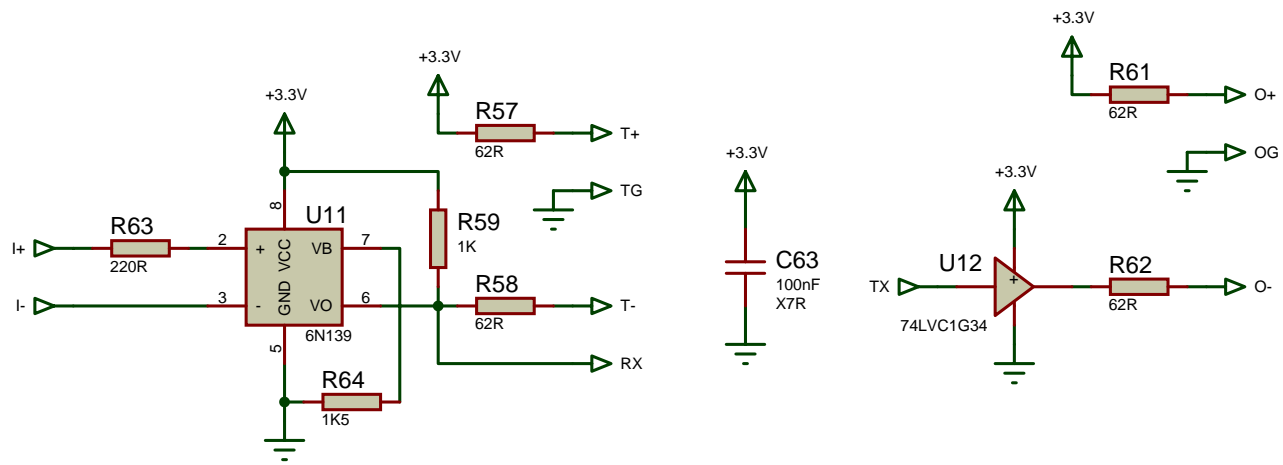 +3.3V
R57
62R
T+
TG
+3.3V
R59
1K
I+
R63
220R
I-
8
U11
2
+
VCC
VB
7
3
-
GND
VO
6
6N139
5
R58
62R
T-
RX
R64
1K5
+3.3V
C63
100nF
X7R
+3.3V
R61
62R
O+
OG
+3.3V
U12
TX
+
74LVC1G34
R62
62R
O-